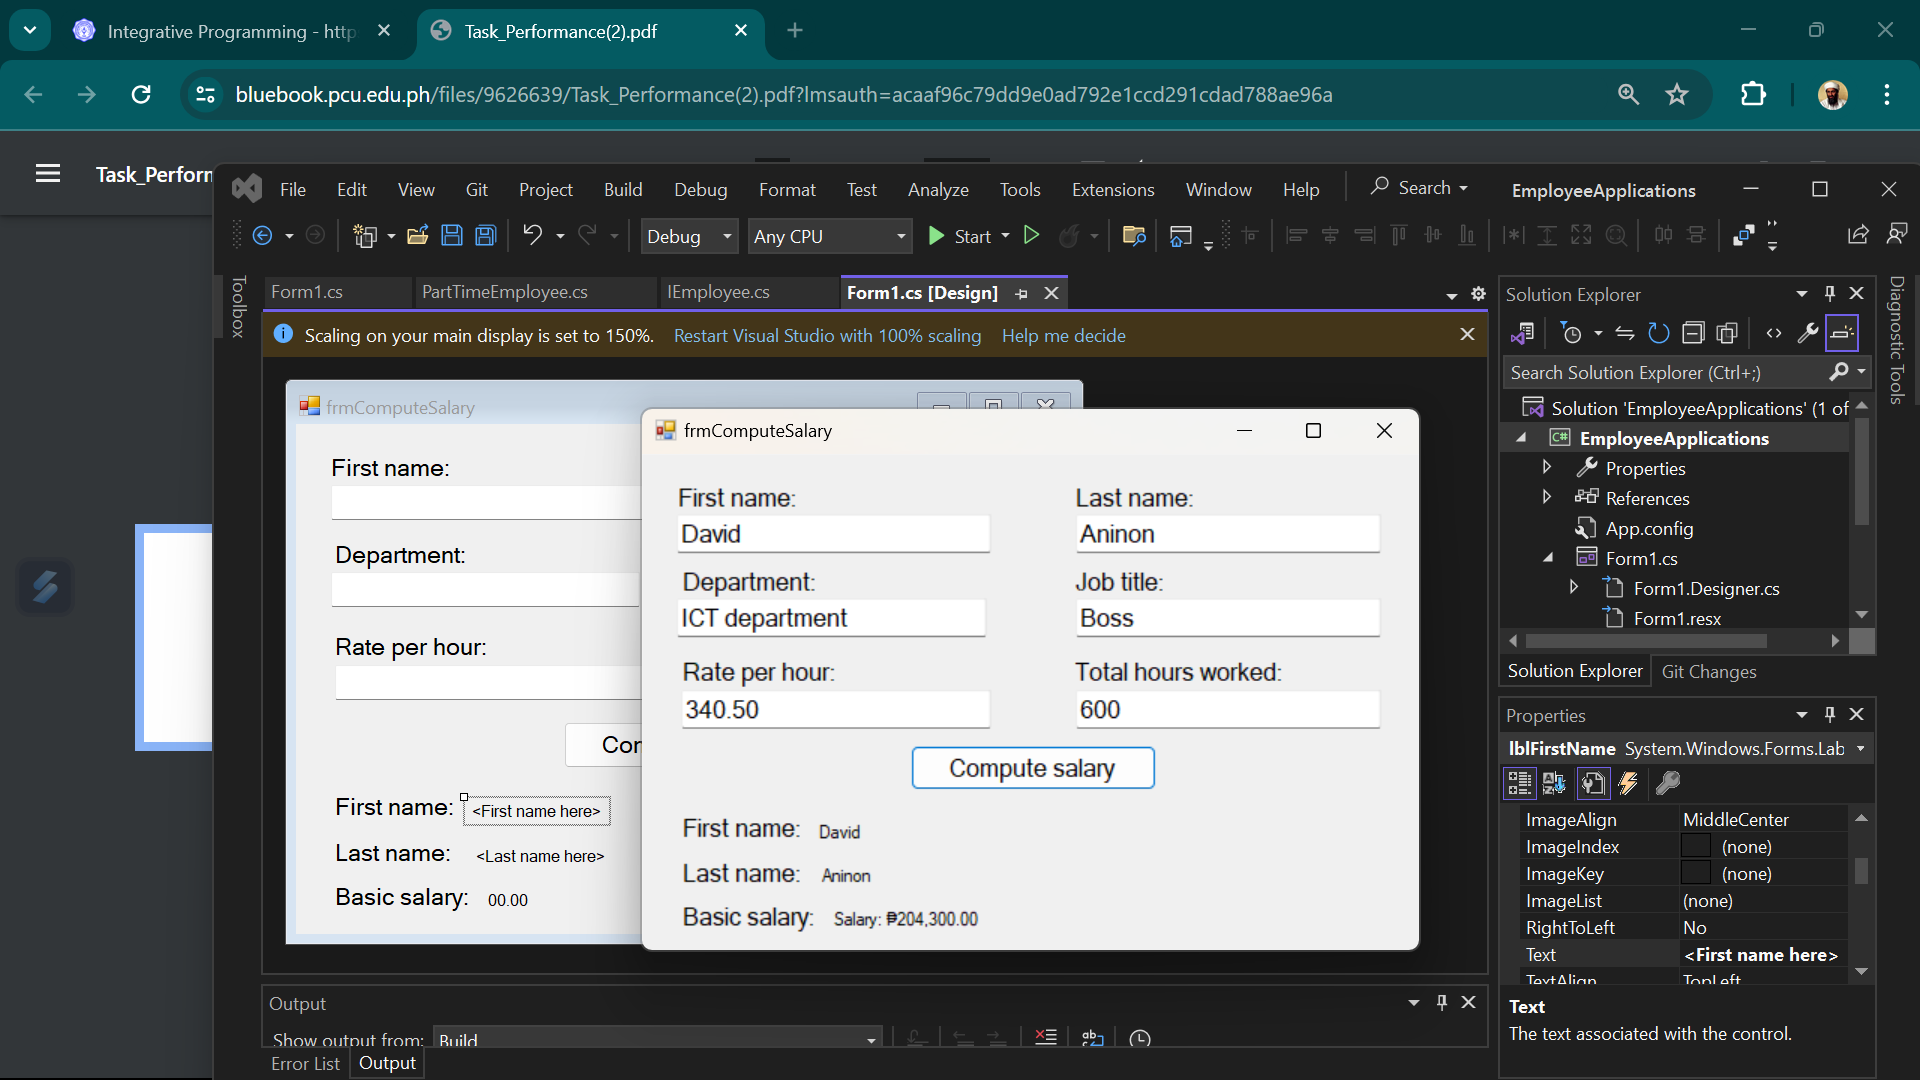 Integrative Programming - http
Task_Performance(2).pdf
bluebook.pcu.edu.ph/files/9626639/Task_Performance(2).pdf?lmsauth=acaaf96c79dd9e0ad792e1ccd291cdad788ae96a
Task_Perforn
File Edit View Git Project Build Debug Format Test Analyze Tools Extensions Window Help Search EmployeeApplications
Debug Any CPU Start
Toolbox
Form1.cs PartTimeEmployee.cs IEmployee.cs Form1.cs [Design]
Scaling on your main display is set to 150%. Restart Visual Studio with 100% scaling Help me decide
frmComputeSalary
First name:
Department:
Rate per hour:
Cor
First name: <First name here>
Last name: <Last name here>
Basic salary: 00.00
frmComputeSalary
First name: Last name:
David Aninon
Department: Job title:
ICT department Boss
Rate per hour: Total hours worked:
340.50 600
Compute salary
First name: David
Last name: Aninon
Basic salary: Salary: ₱204,300.00
Output
Show output from: Build
Error List Output
Solution Explorer
Search Solution Explorer (Ctrl+;)
Solution 'EmployeeApplications' (1 of
C# EmployeeApplications
Properties
References
App.config
Form1.cs
Form1.Designer.cs
Form1.resx
Solution Explorer Git Changes
Properties
lblFirstName System.Windows.Forms.Lab
ImageAlign MiddleCenter
ImageIndex (none)
ImageKey (none)
ImageList (none)
RightToLeft No
Text <First name here>
TextAlign TopLeft
Text
The text associated with the control.
Diagnostic Tools